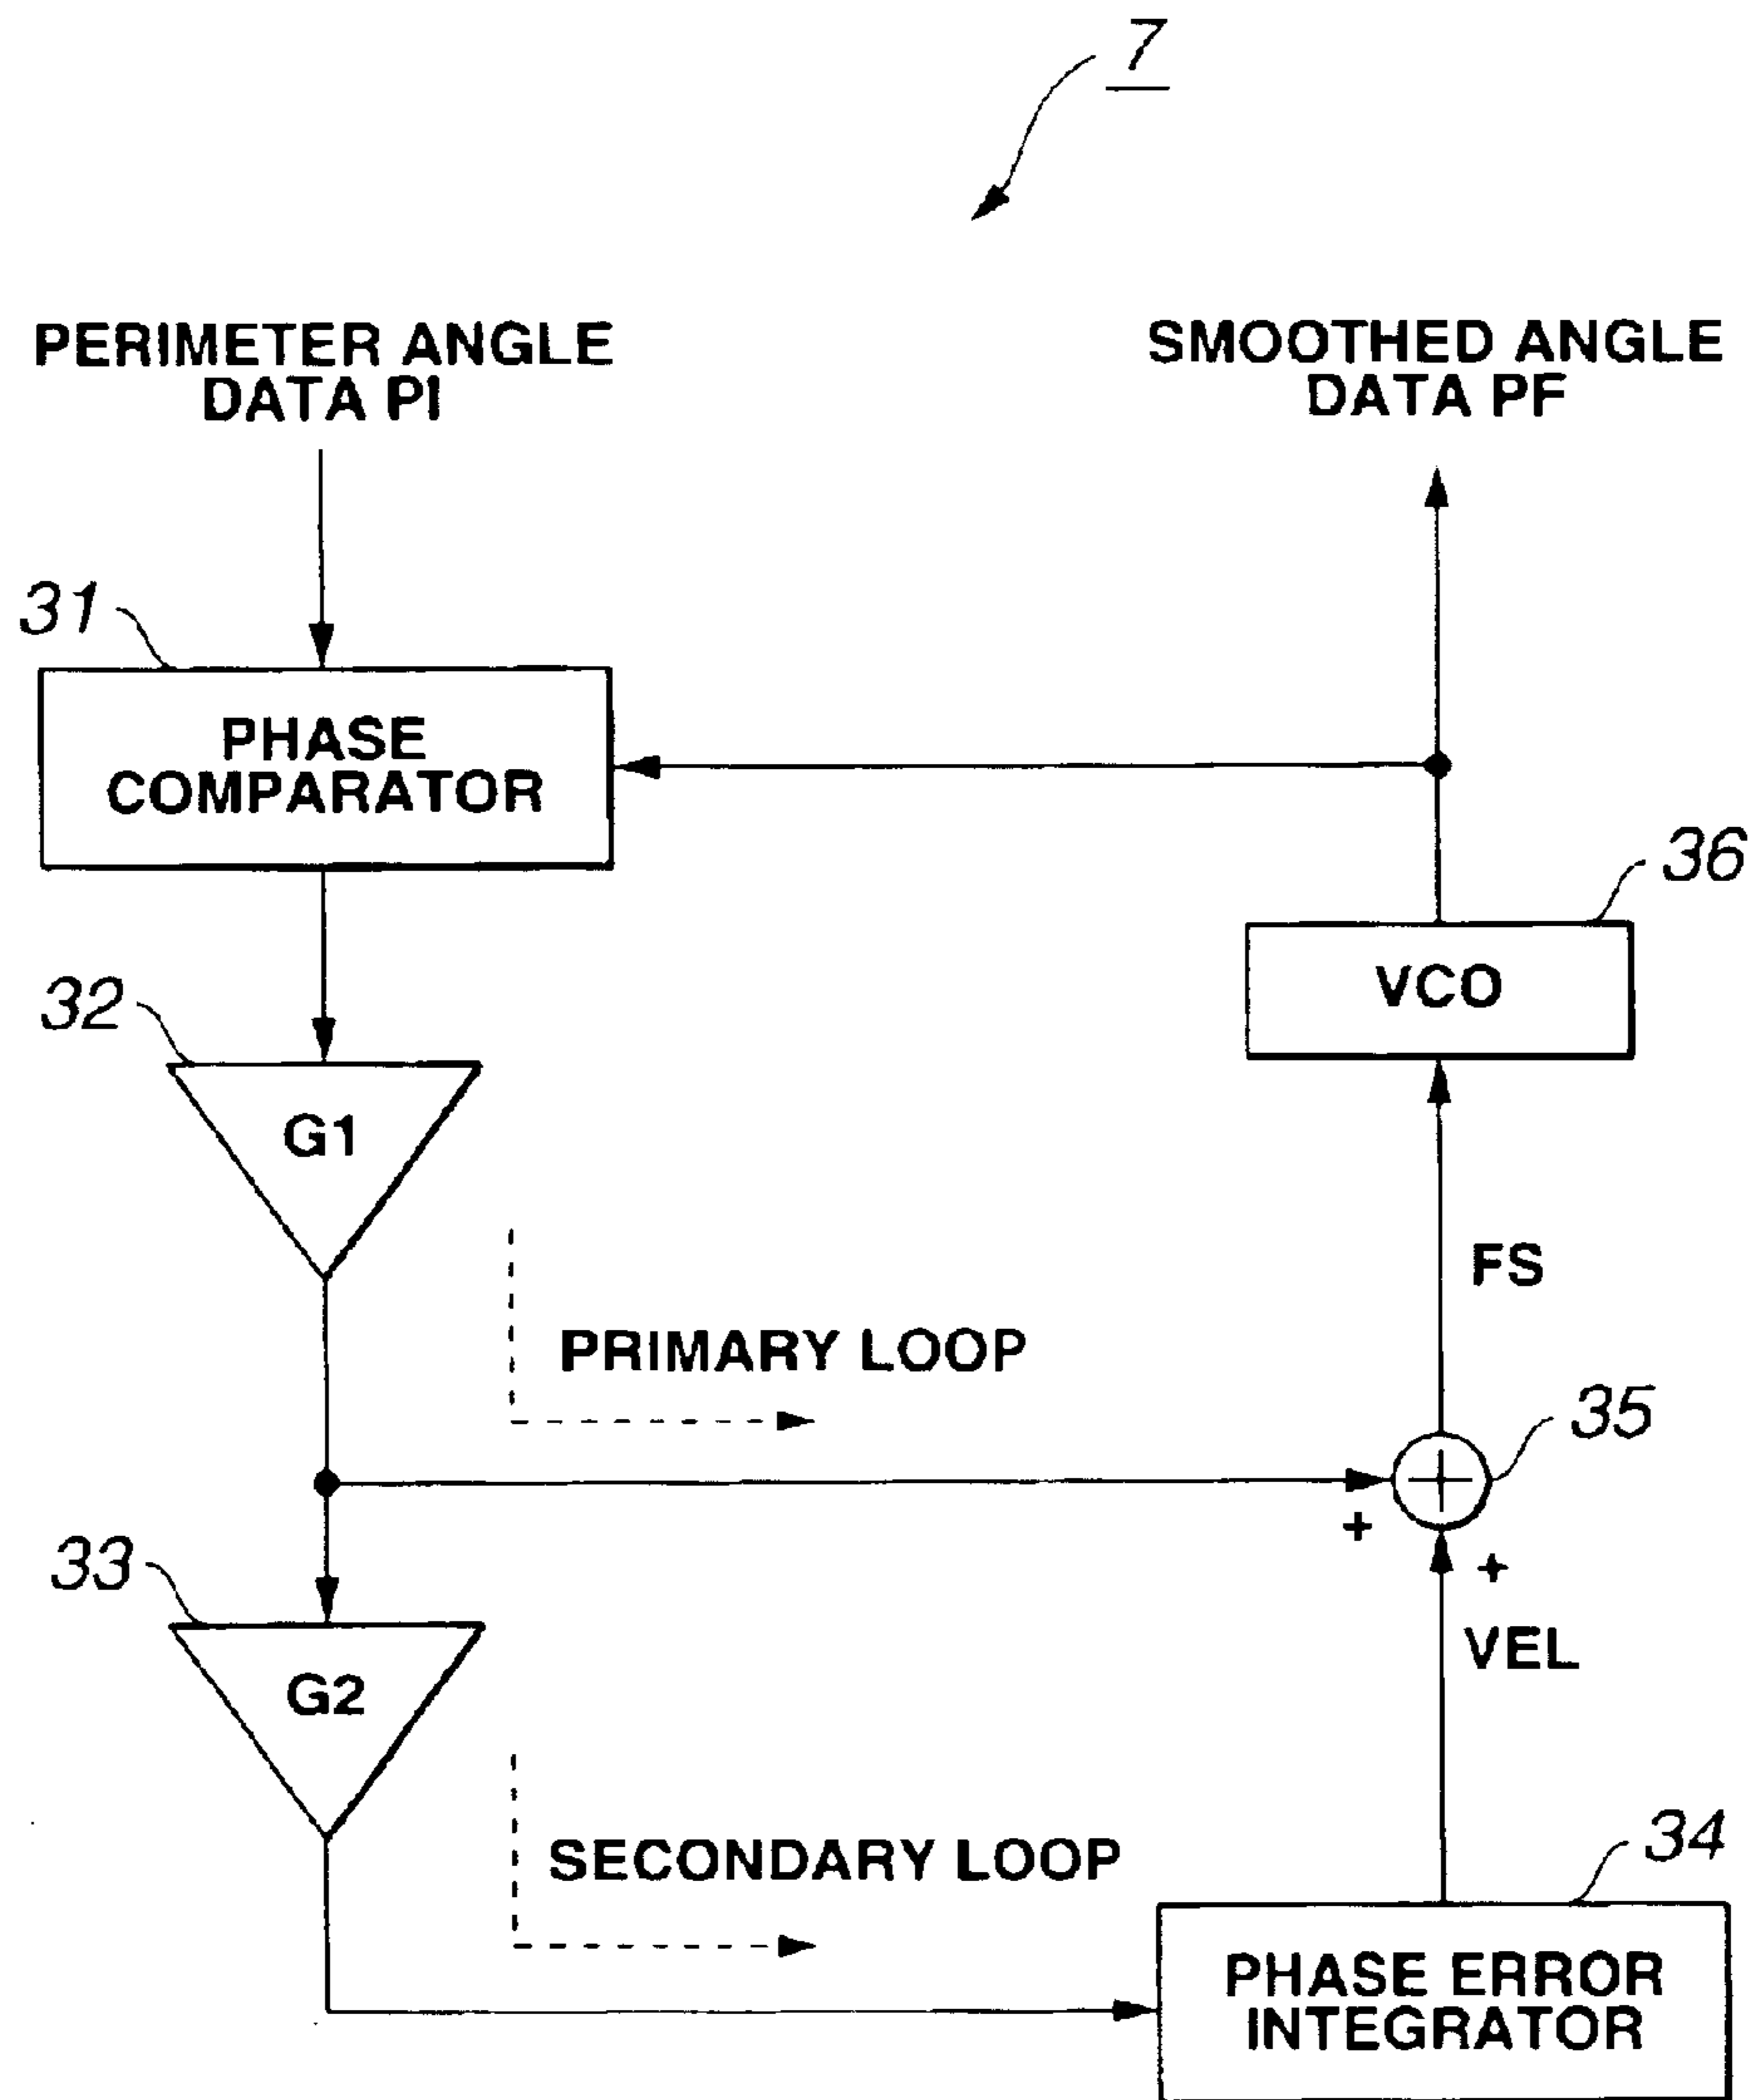 7
PERIMETER ANGLE
DATA PI
SMOOTHED ANGLE
DATA PF
31
PHASE
COMPARATOR
36
VCO
32
G1
FS
PRIMARY LOOP
35
+
+
33
G2
VEL
SECONDARY LOOP
34
PHASE ERROR
INTEGRATOR